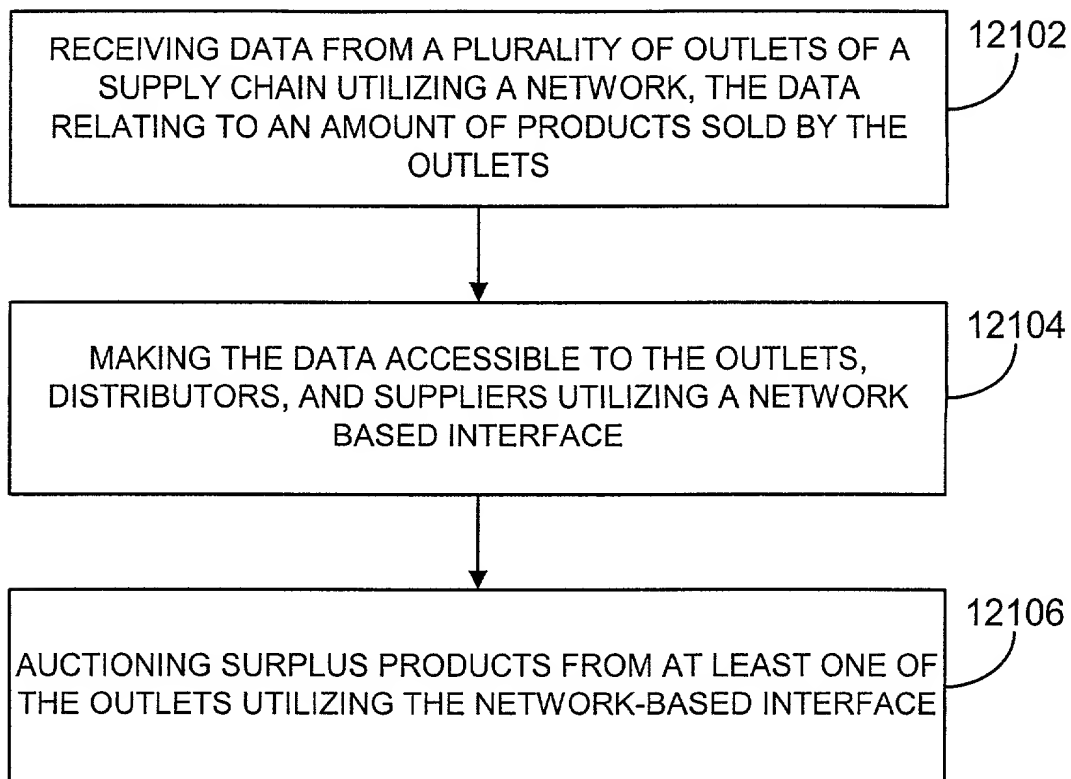 RECEIVING DATA FROM A PLURALITY OF OUTLETS OF A
SUPPLY CHAIN UTILIZING A NETWORK, THE DATA
RELATING TO AN AMOUNT OF PRODUCTS SOLD BY THE
OUTLETS
12102
MAKING THE DATA ACCESSIBLE TO THE OUTLETS,
DISTRIBUTORS, AND SUPPLIERS UTILIZING A NETWORK
BASED INTERFACE
12104
AUCTIONING SURPLUS PRODUCTS FROM AT LEAST ONE OF
THE OUTLETS UTILIZING THE NETWORK-BASED INTERFACE
12106